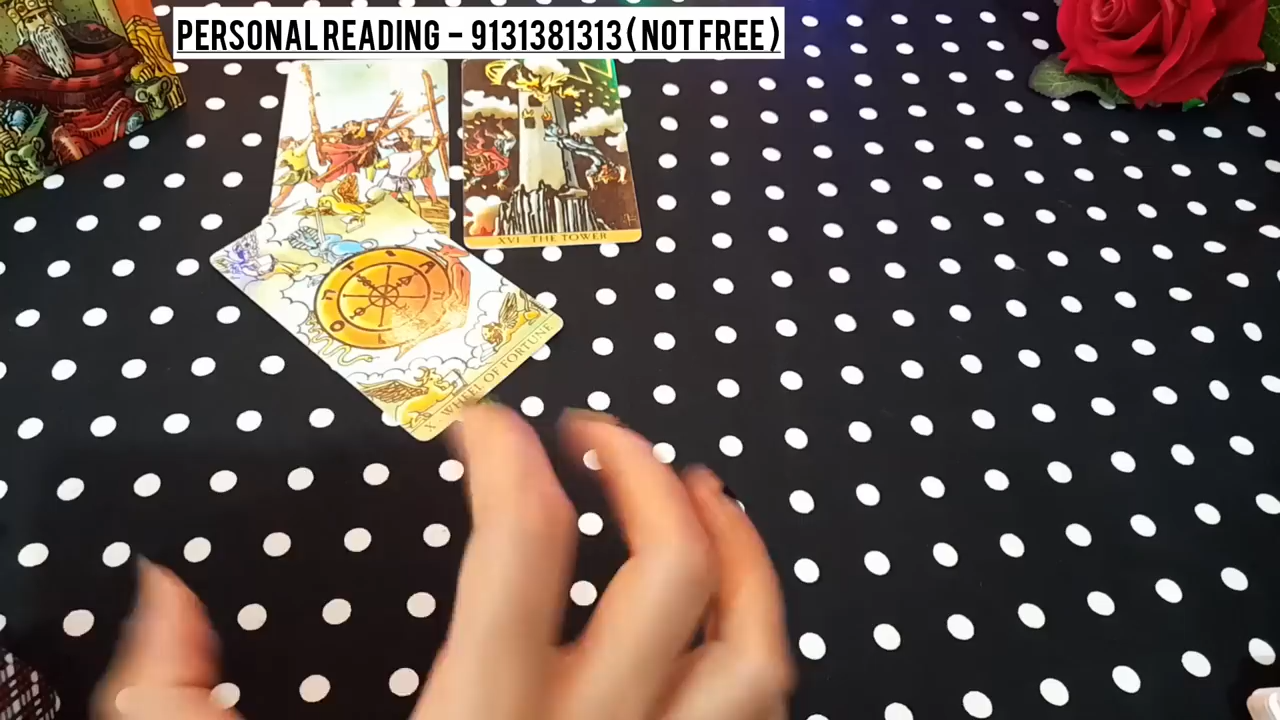 PERSONAL READING - 9131381313 ( NOT FREE )
XVI THE TOWER
X WHEEL OF FORTUNE